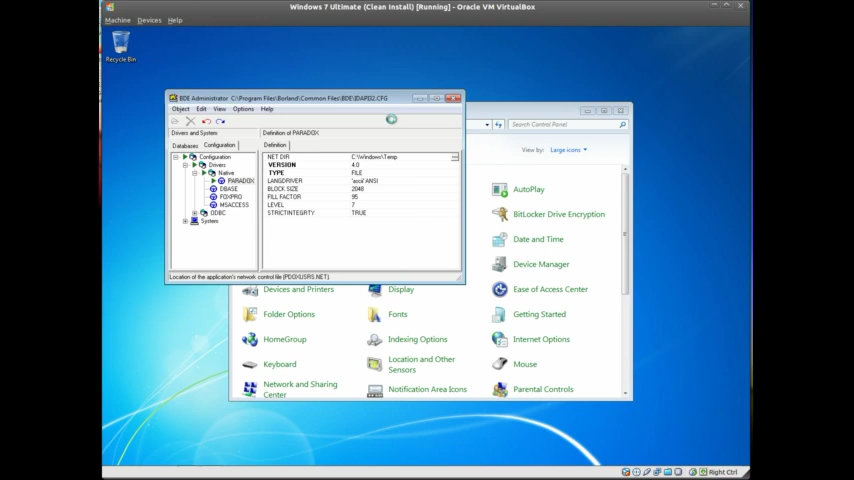 Windows 7 Ultimate (Clean Install) [Running] - Oracle VM VirtualBox
Machine Devices Help
Recycle Bin
BDE Administrator C:\Program Files\Borland\Common Files\BDE\IDAPI32.CFG
Object Edit View Options Help
Drivers and System
Definition of PARADOX
Databases Configuration
Definition
Configuration
Drivers
Native
PARADOX
DBASE
FOXPRO
MSACCESS
ODBC
System
NET DIR C:\Windows\Temp
VERSION 4.0
TYPE FILE
LANGDRIVER 'ascii' ANSI
BLOCK SIZE 2048
FILL FACTOR 95
LEVEL 7
STRICTINTEGRTY TRUE
Location of the application's network control file (PDOXUSRS.NET).
Search Control Panel
View by: Large icons
AutoPlay
BitLocker Drive Encryption
Date and Time
Device Manager
Devices and Printers Display Ease of Access Center
Folder Options Fonts Getting Started
HomeGroup Indexing Options Internet Options
Keyboard Location and Other Sensors Mouse
Network and Sharing Center Notification Area Icons Parental Controls
Right Ctrl